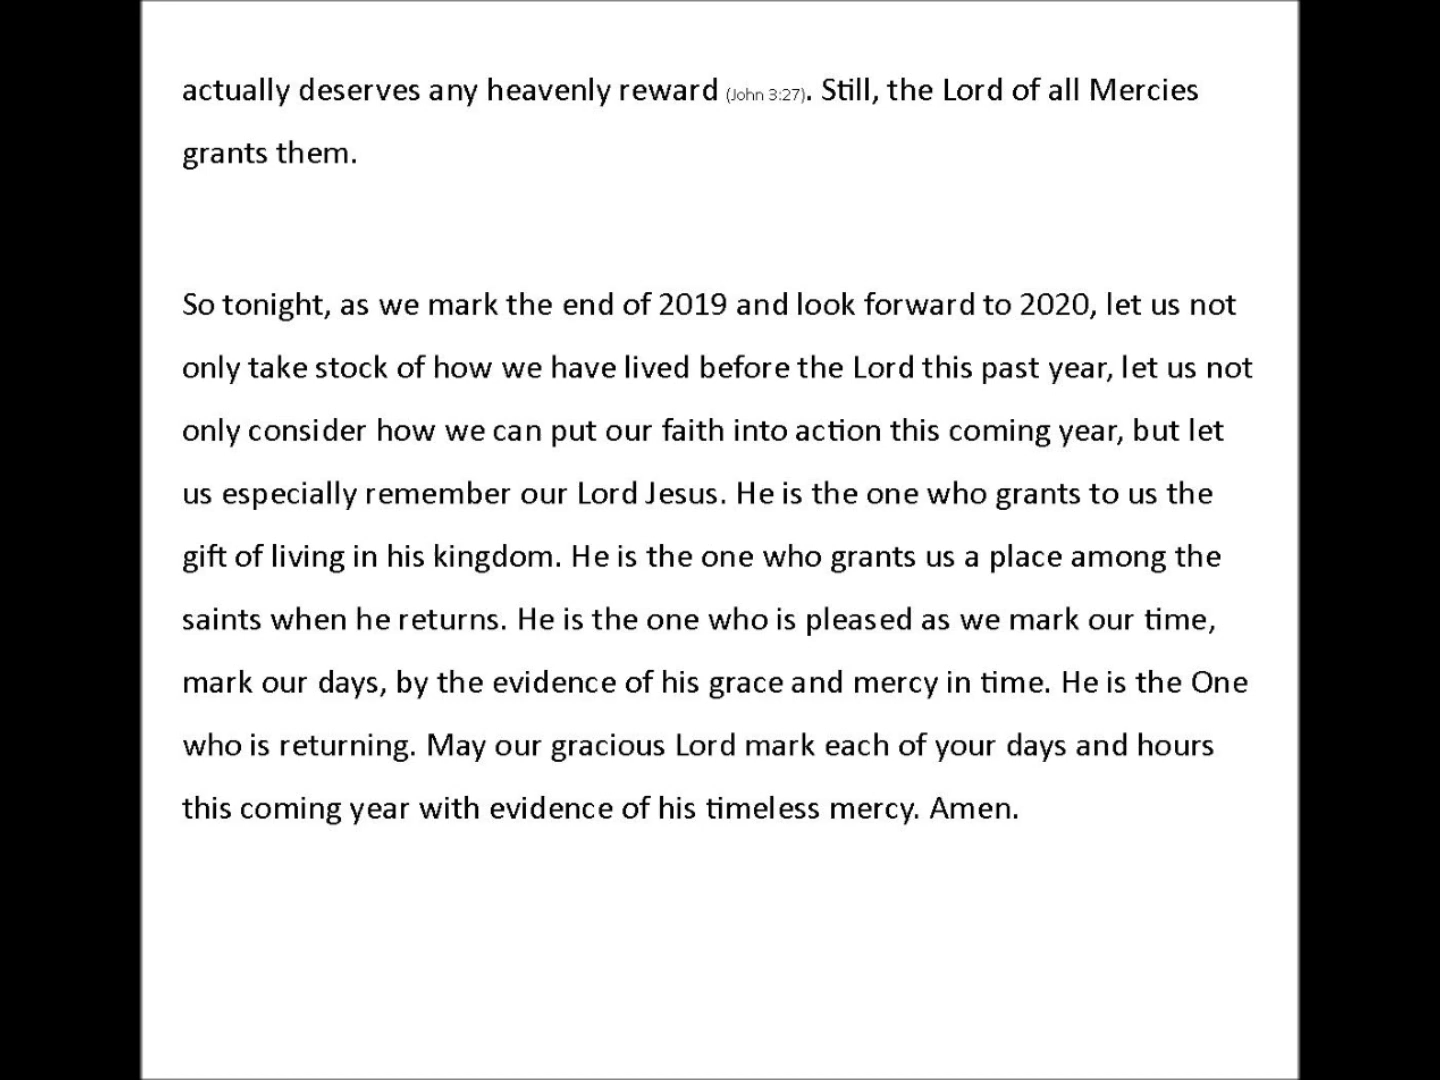 actually deserves any heavenly reward (John 3:27). Still, the Lord of all Mercies
grants them.
So tonight, as we mark the end of 2019 and look forward to 2020, let us not
only take stock of how we have lived before the Lord this past year, let us not
only consider how we can put our faith into action this coming year, but let
us especially remember our Lord Jesus. He is the one who grants to us the
gift of living in his kingdom. He is the one who grants us a place among the
saints when he returns. He is the one who is pleased as we mark our time,
mark our days, by the evidence of his grace and mercy in time. He is the One
who is returning. May our gracious Lord mark each of your days and hours
this coming year with evidence of his timeless mercy. Amen.